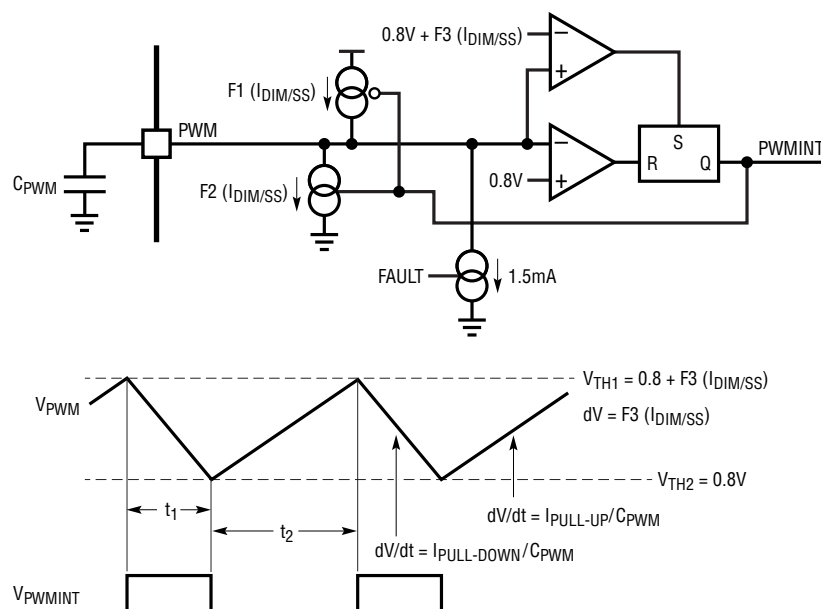 0.8V + F3 (IDIM/SS)
F1 (IDIM/SS)
PWM
CPWM
F2 (IDIM/SS)
0.8V
S
R
Q
PWMINT
FAULT
1.5mA
VPWM
VTH1 = 0.8 + F3 (IDIM/SS)
dV = F3 (IDIM/SS)
VTH2 = 0.8V
t1
t2
dV/dt = IPULL-UP/CPWM
dV/dt = IPULL-DOWN/CPWM
VPWMINT